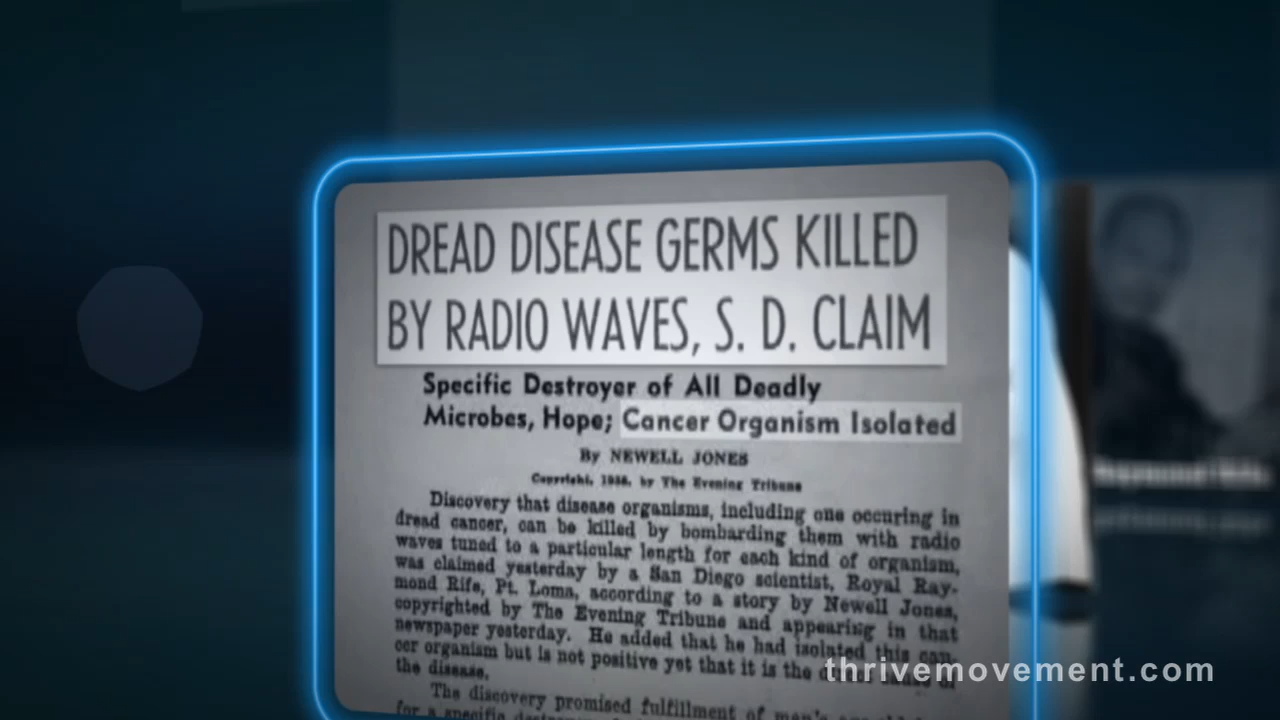 DREAD DISEASE GERMS KILLED
BY RADIO WAVES, S. D. CLAIM
Specific Destroyer of All Deadly
Microbes, Hope; Cancer Organism Isolated
By NEWELL JONES
Copyright, 1938, by The Evening Tribune
Discovery that disease organisms, including one occuring in
dread cancer, can be killed by bombarding them with radio
waves tuned to a particular length for each kind of organism,
was claimed yesterday by a San Diego scientist, Royal Ray-
mond Rife, Pt. Loma, according to a story by Newell Jones,
copyrighted by The Evening Tribune and appearing in that
newspaper yesterday. He added that he had isolated this can-
cer organism but is not positive yet that it is the
the disease.
The discovery promised fulfillment of man's
for a specific
thrivemovement.com